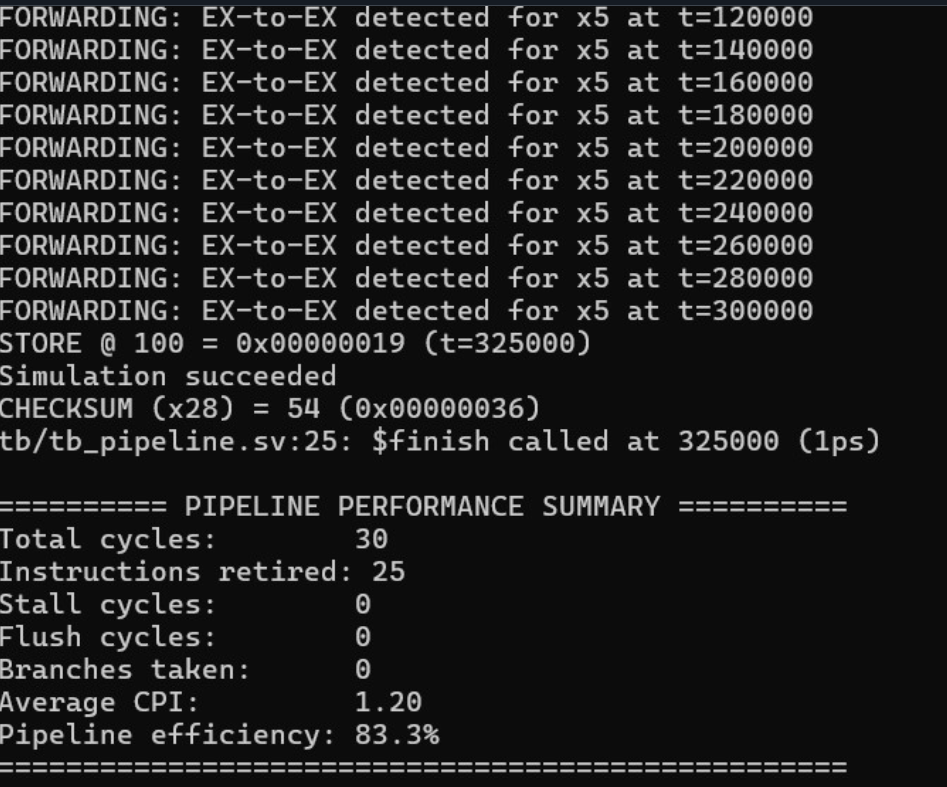 FORWARDING: EX-to-EX detected for x5 at t=120000
FORWARDING: EX-to-EX detected for x5 at t=140000
FORWARDING: EX-to-EX detected for x5 at t=160000
FORWARDING: EX-to-EX detected for x5 at t=180000
FORWARDING: EX-to-EX detected for x5 at t=200000
FORWARDING: EX-to-EX detected for x5 at t=220000
FORWARDING: EX-to-EX detected for x5 at t=240000
FORWARDING: EX-to-EX detected for x5 at t=260000
FORWARDING: EX-to-EX detected for x5 at t=280000
FORWARDING: EX-to-EX detected for x5 at t=300000
STORE @ 100 = 0x00000019 (t=325000)
Simulation succeeded
CHECKSUM (x28) = 54 (0x00000036)
tb/tb_pipeline.sv:25: $finish called at 325000 (1ps)
========== PIPELINE PERFORMANCE SUMMARY ==========
Total cycles:        30
Instructions retired: 25
Stall cycles:        0
Flush cycles:        0
Branches taken:      0
Average CPI:         1.20
Pipeline efficiency: 83.3%
==================================================